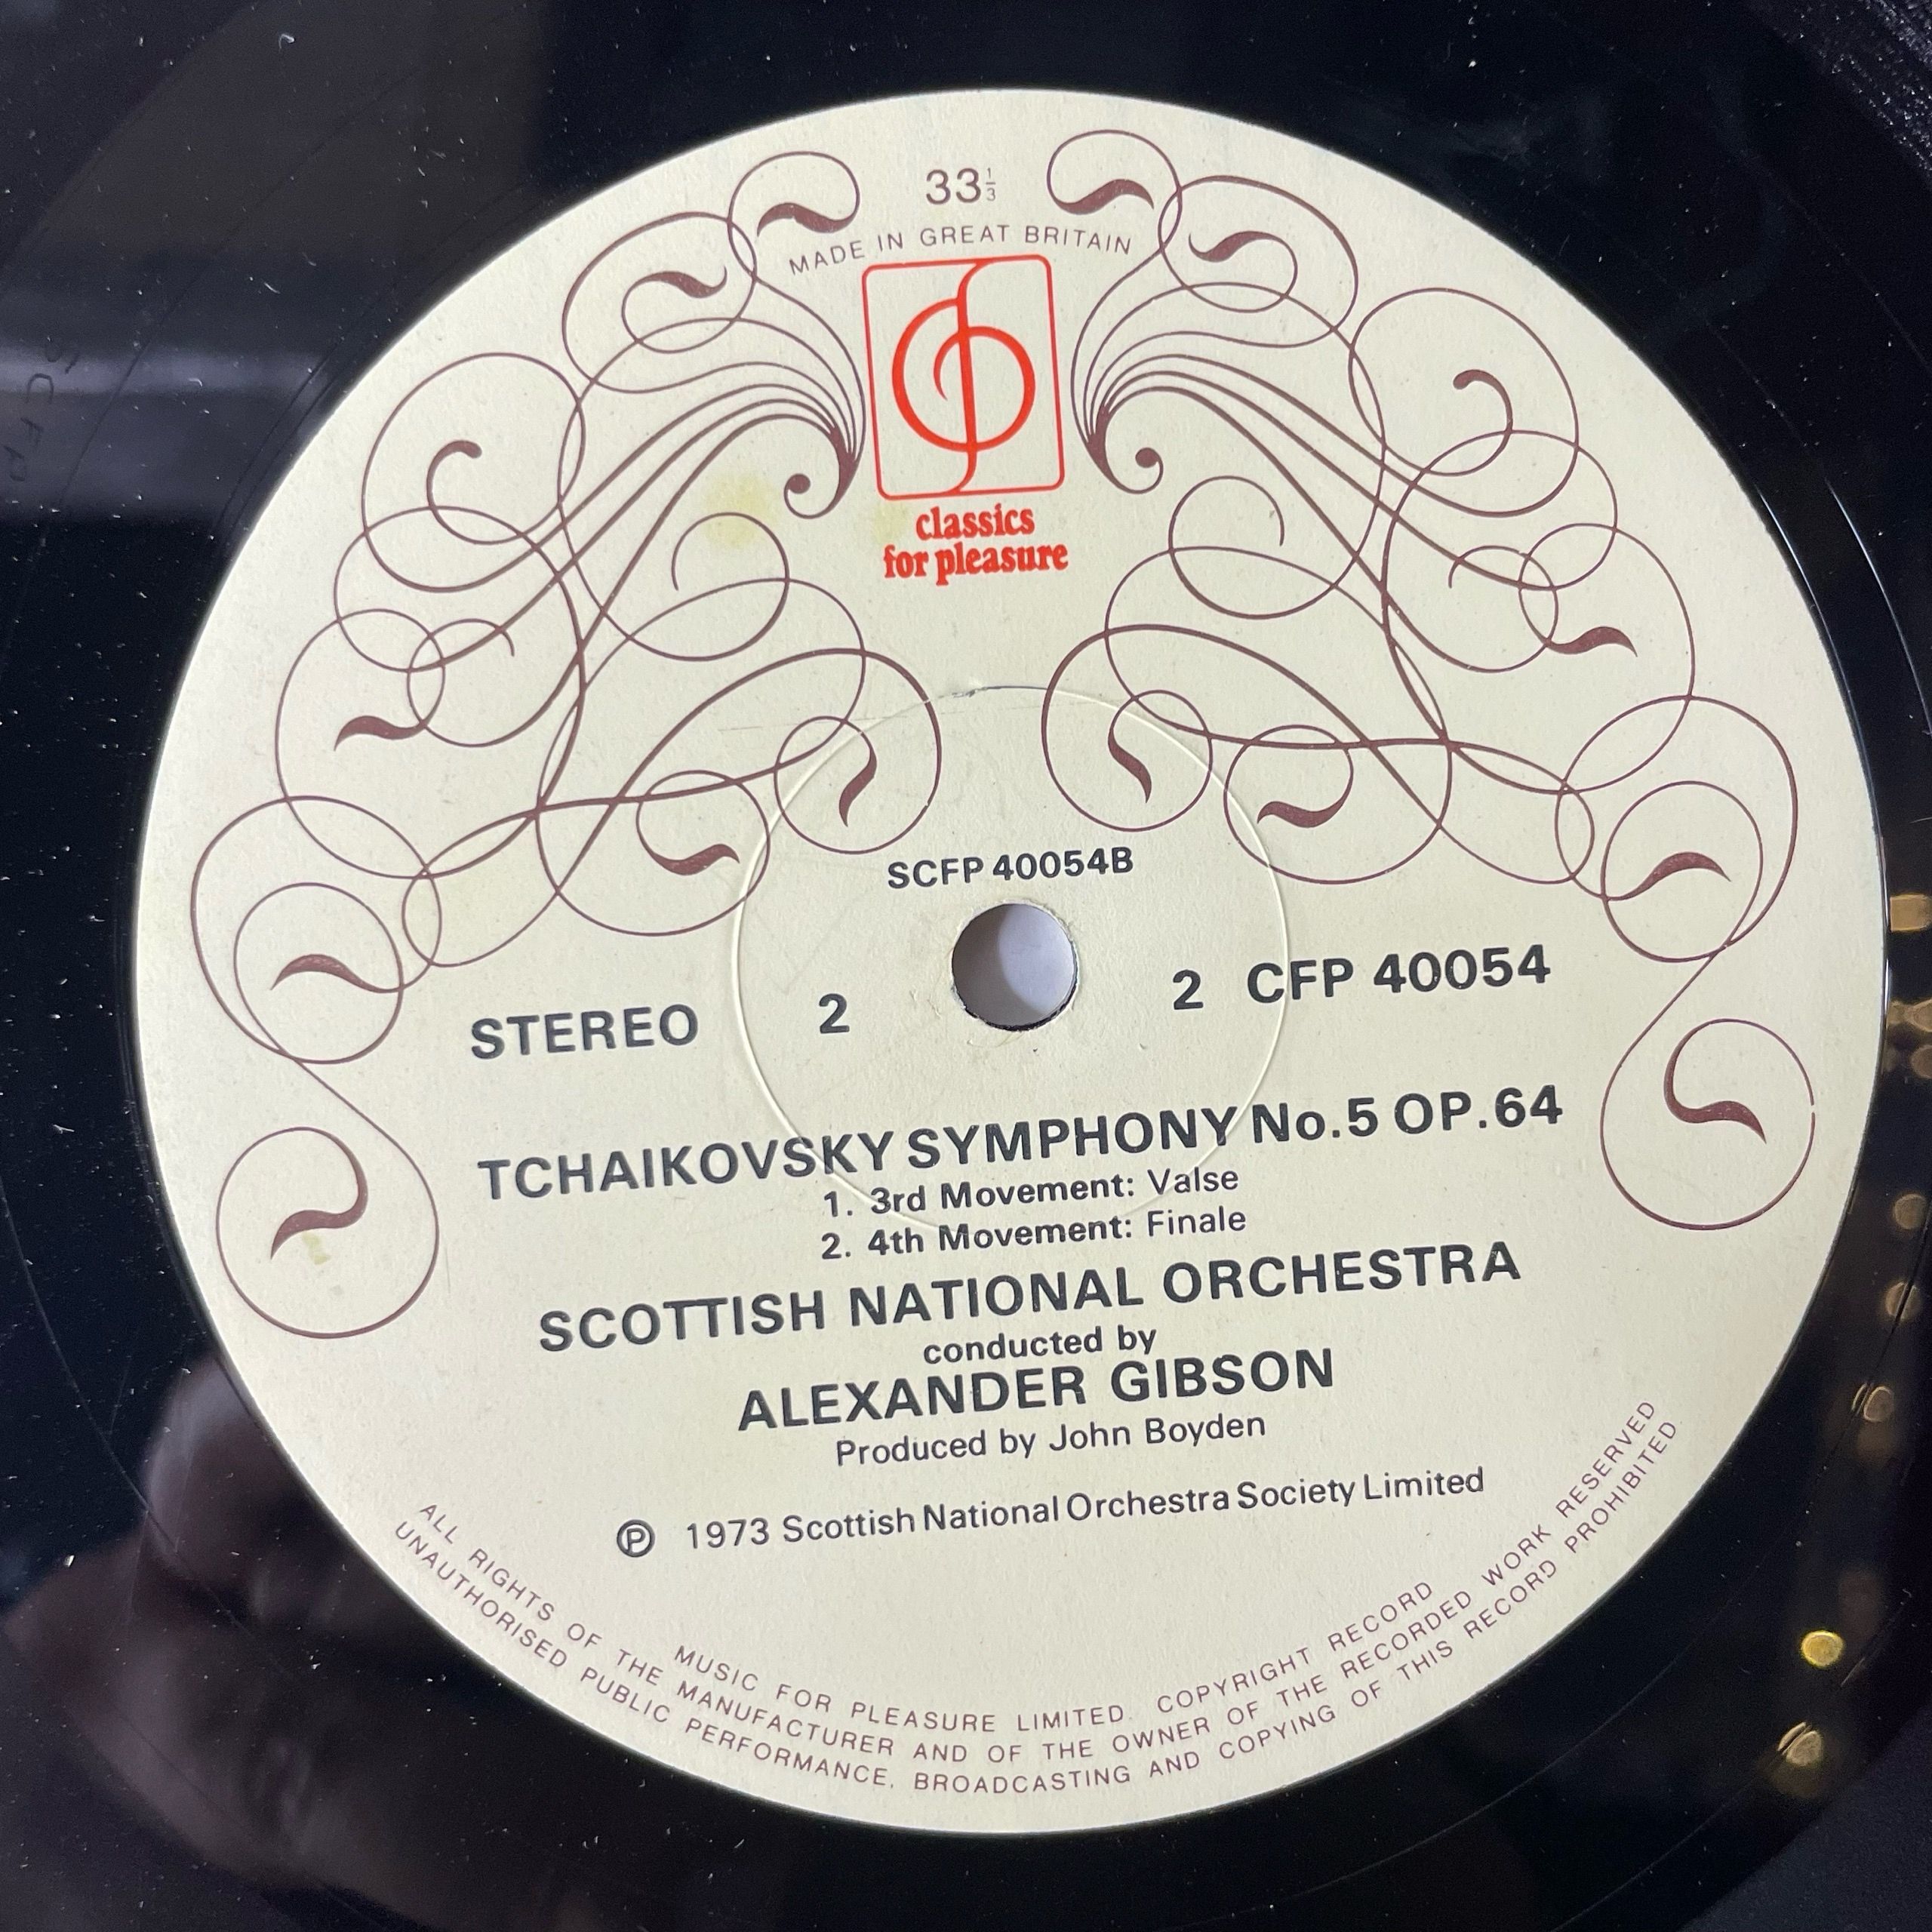 33⅓
MADE IN GREAT BRITAIN
classics
for pleasure
SCFP 40054B
STEREO 2 2 CFP 40054
TCHAIKOVSKY SYMPHONY No.5 OP.64
1. 3rd Movement: Valse
2. 4th Movement: Finale
SCOTTISH NATIONAL ORCHESTRA
conducted by
ALEXANDER GIBSON
Produced by John Boyden
℗ 1973 Scottish National Orchestra Society Limited
MUSIC FOR PLEASURE LIMITED. COPYRIGHT RECORD
ALL RIGHTS OF THE MANUFACTURER AND OF THE OWNER OF THE RECORDED WORK RESERVED
UNAUTHORISED PUBLIC PERFORMANCE, BROADCASTING AND COPYING OF THIS RECORD PROHIBITED.
SCFP